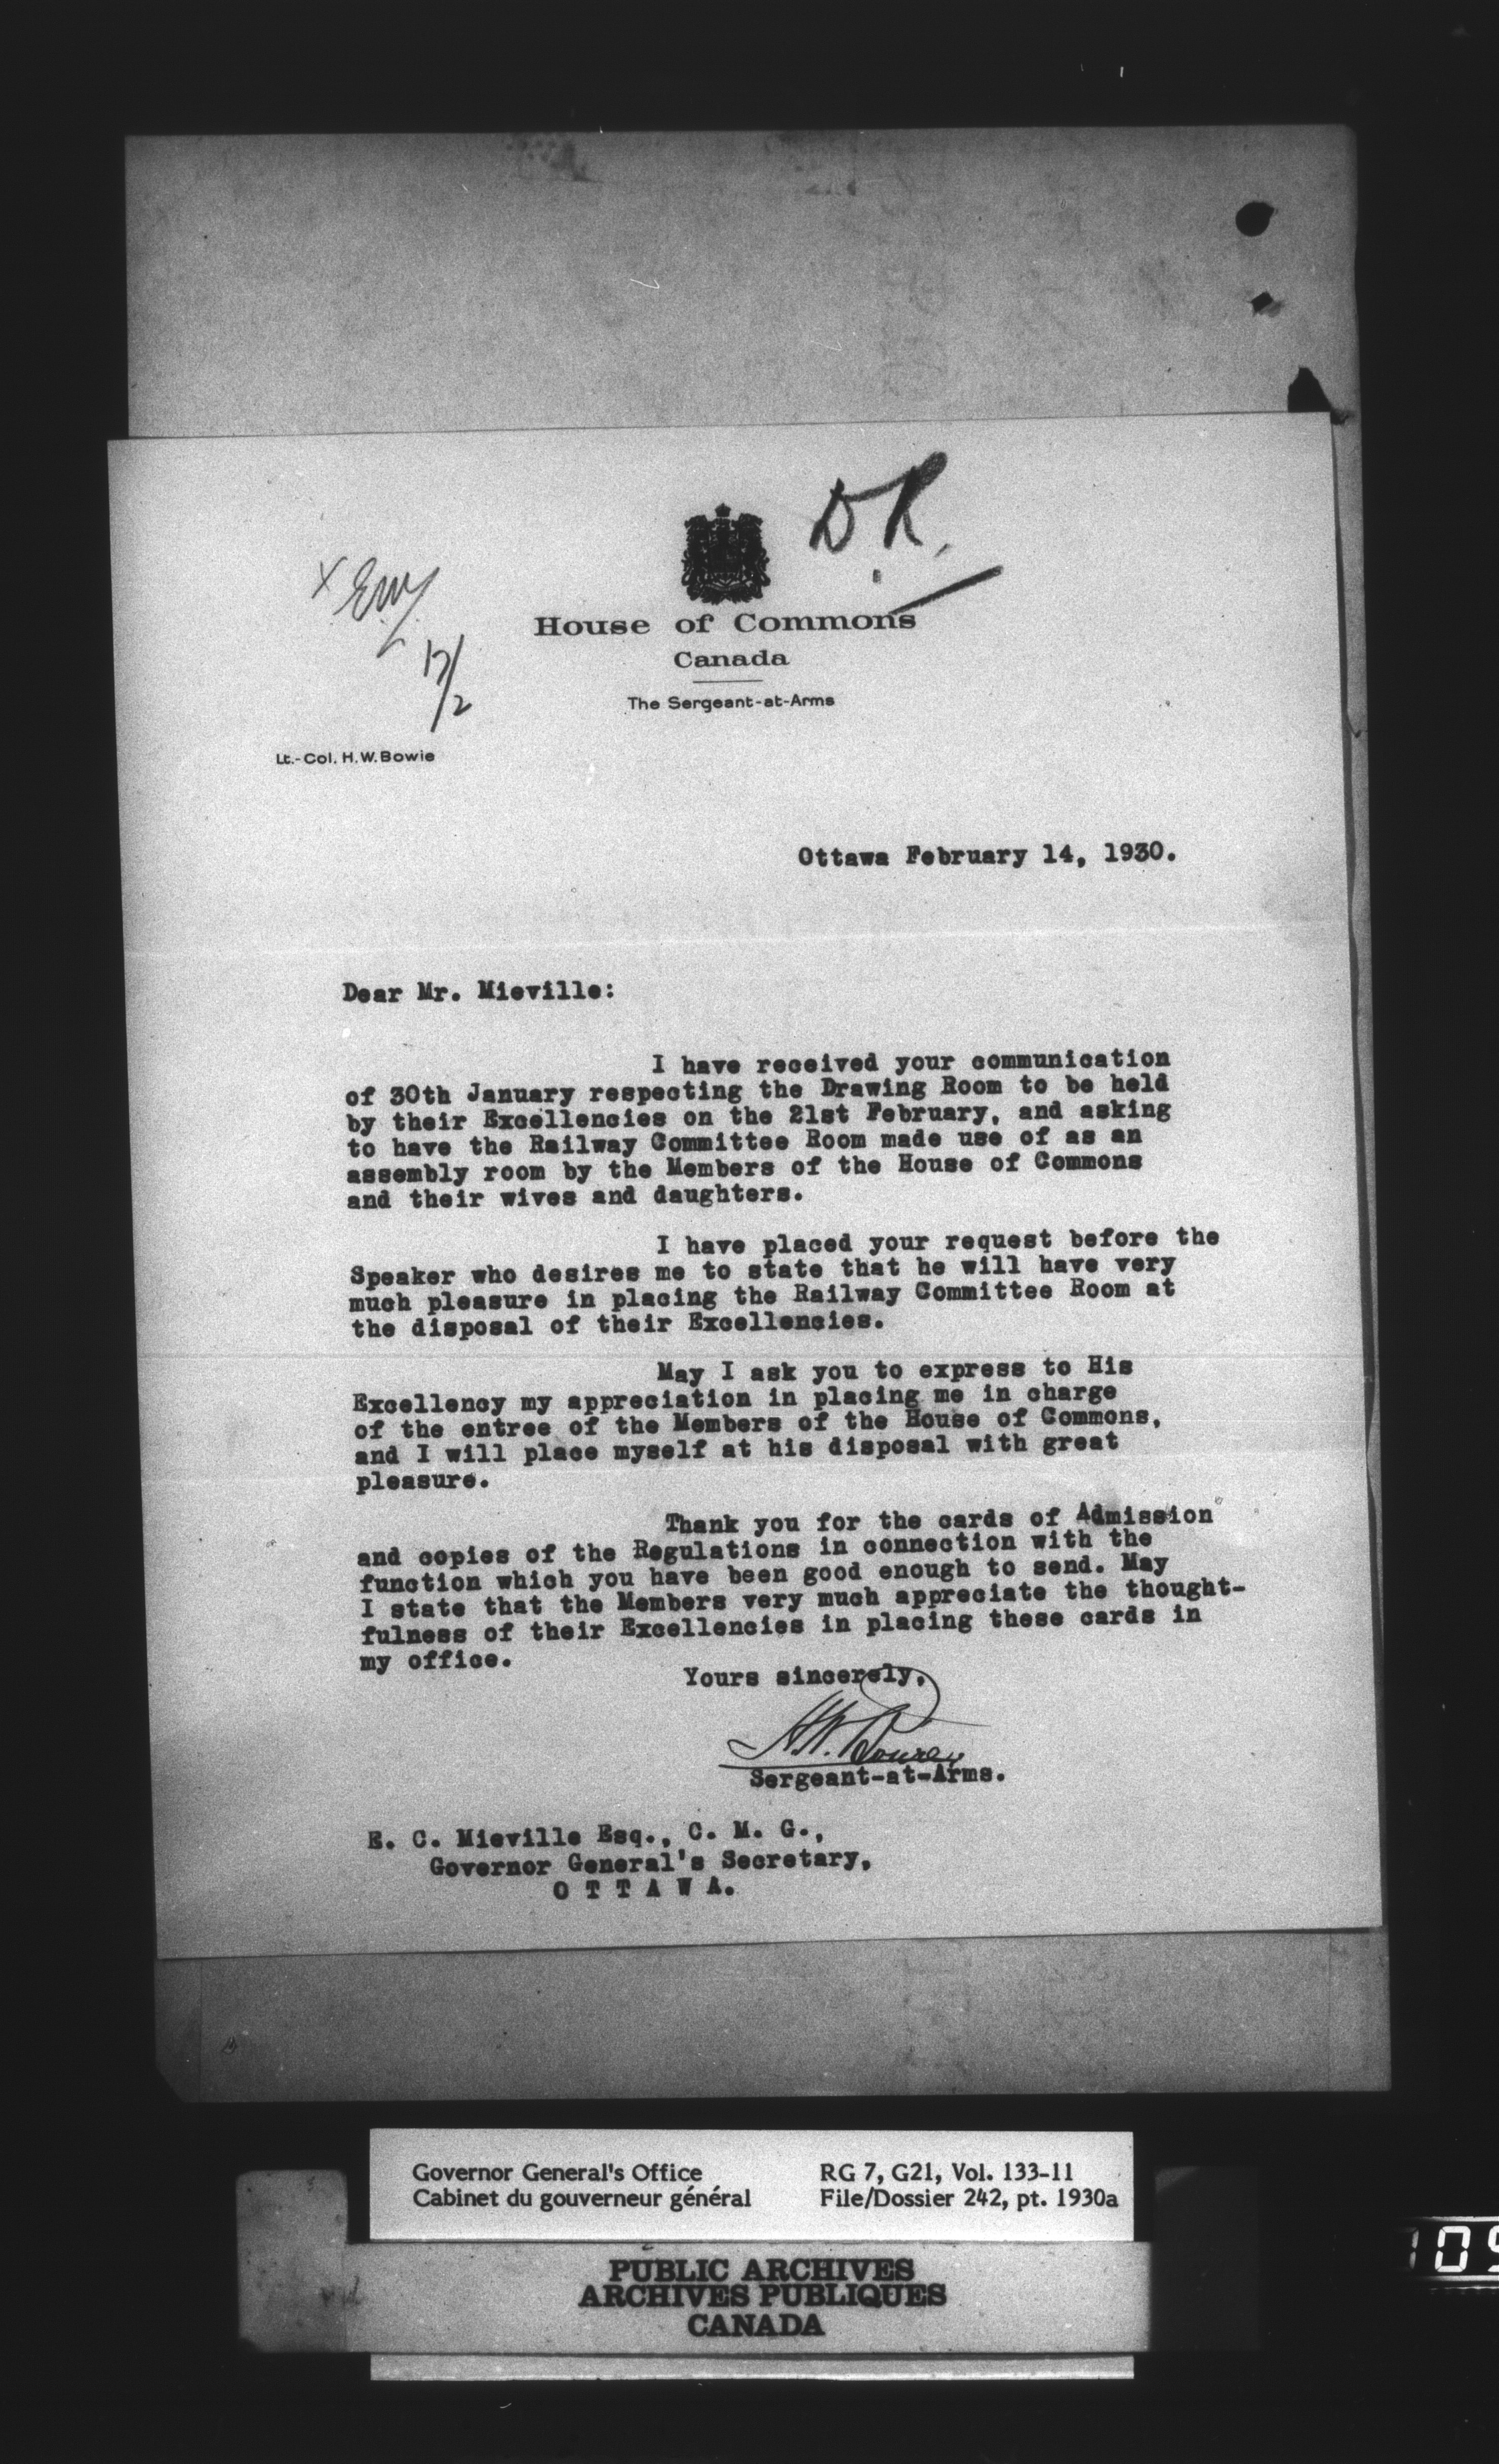 D.R.
x
17/2
House of Commons
Canada
The Sergeant-at-Arms
Lt.-Col. H.W. Bowie
Ottawa February 14, 1930.
Dear Mr. Mieville:
I have received your communication
of 30th January respecting the Drawing Room to be held
by their Excellencies on the 21st February, and asking
to have the Railway Committee Room made use of as an
assembly room by the Members of the House of Commons
and their wives and daughters.
I have placed your request before the
Speaker who desires me to state that he will have very
much pleasure in placing the Railway Committee Room at
the disposal of their Excellencies.
May I ask you to express to His
Excellency my appreciation in placing me in charge
of the entree of the Members of the House of Commons,
and I will place myself at his disposal with great
pleasure.
Thank you for the cards of Admission
and copies of the Regulations in connection with the
function which you have been good enough to send. May
I state that the Members very much appreciate the thought-
fulness of their Excellencies in placing these cards in
my office.
Yours sincerely,
H.W. Bowie
Sergeant-at-Arms.
E. C. Mieville Esq., C. M. G.,
Governor General's Secretary,
O T T A W A.
Governor General's Office RG 7, G21, Vol. 133-11
Cabinet du gouverneur général File/Dossier 242, pt. 1930a
PUBLIC ARCHIVES
ARCHIVES PUBLIQUES
CANADA